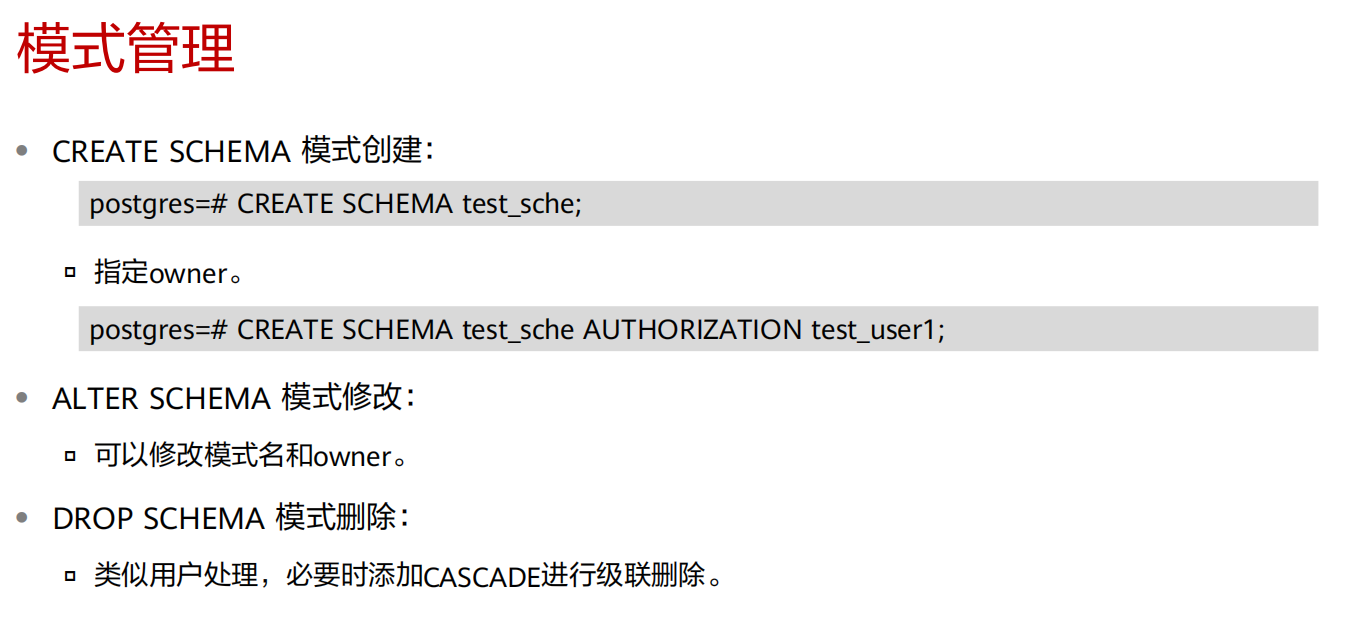 模式管理
CREATE SCHEMA 模式创建：
postgres=# CREATE SCHEMA test_sche;
指定owner。
postgres=# CREATE SCHEMA test_sche AUTHORIZATION test_user1;
ALTER SCHEMA 模式修改：
可以修改模式名和owner。
DROP SCHEMA 模式删除：
类似用户处理，必要时添加CASCADE进行级联删除。